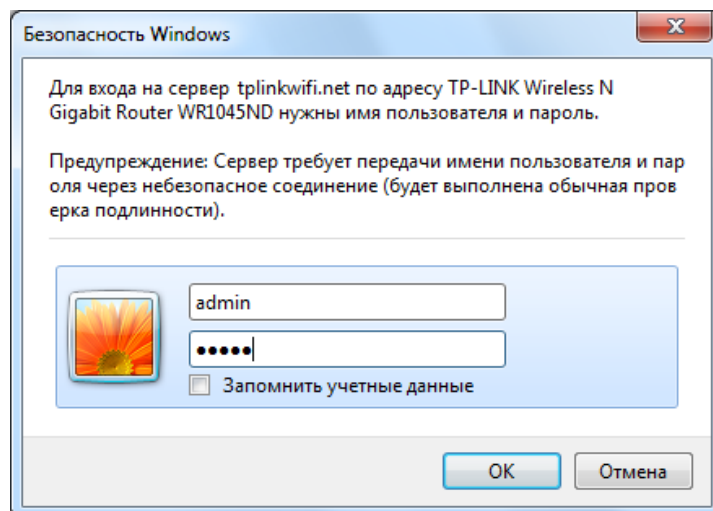 Безопасность Windows
Для входа на сервер tplinkwifi.net по адресу TP-LINK Wireless N
Gigabit Router WR1045ND нужны имя пользователя и пароль.
Предупреждение: Сервер требует передачи имени пользователя и пар
оля через небезопасное соединение (будет выполнена обычная пров
ерка подлинности).
admin
•••••
Запомнить учетные данные
OK
Отмена